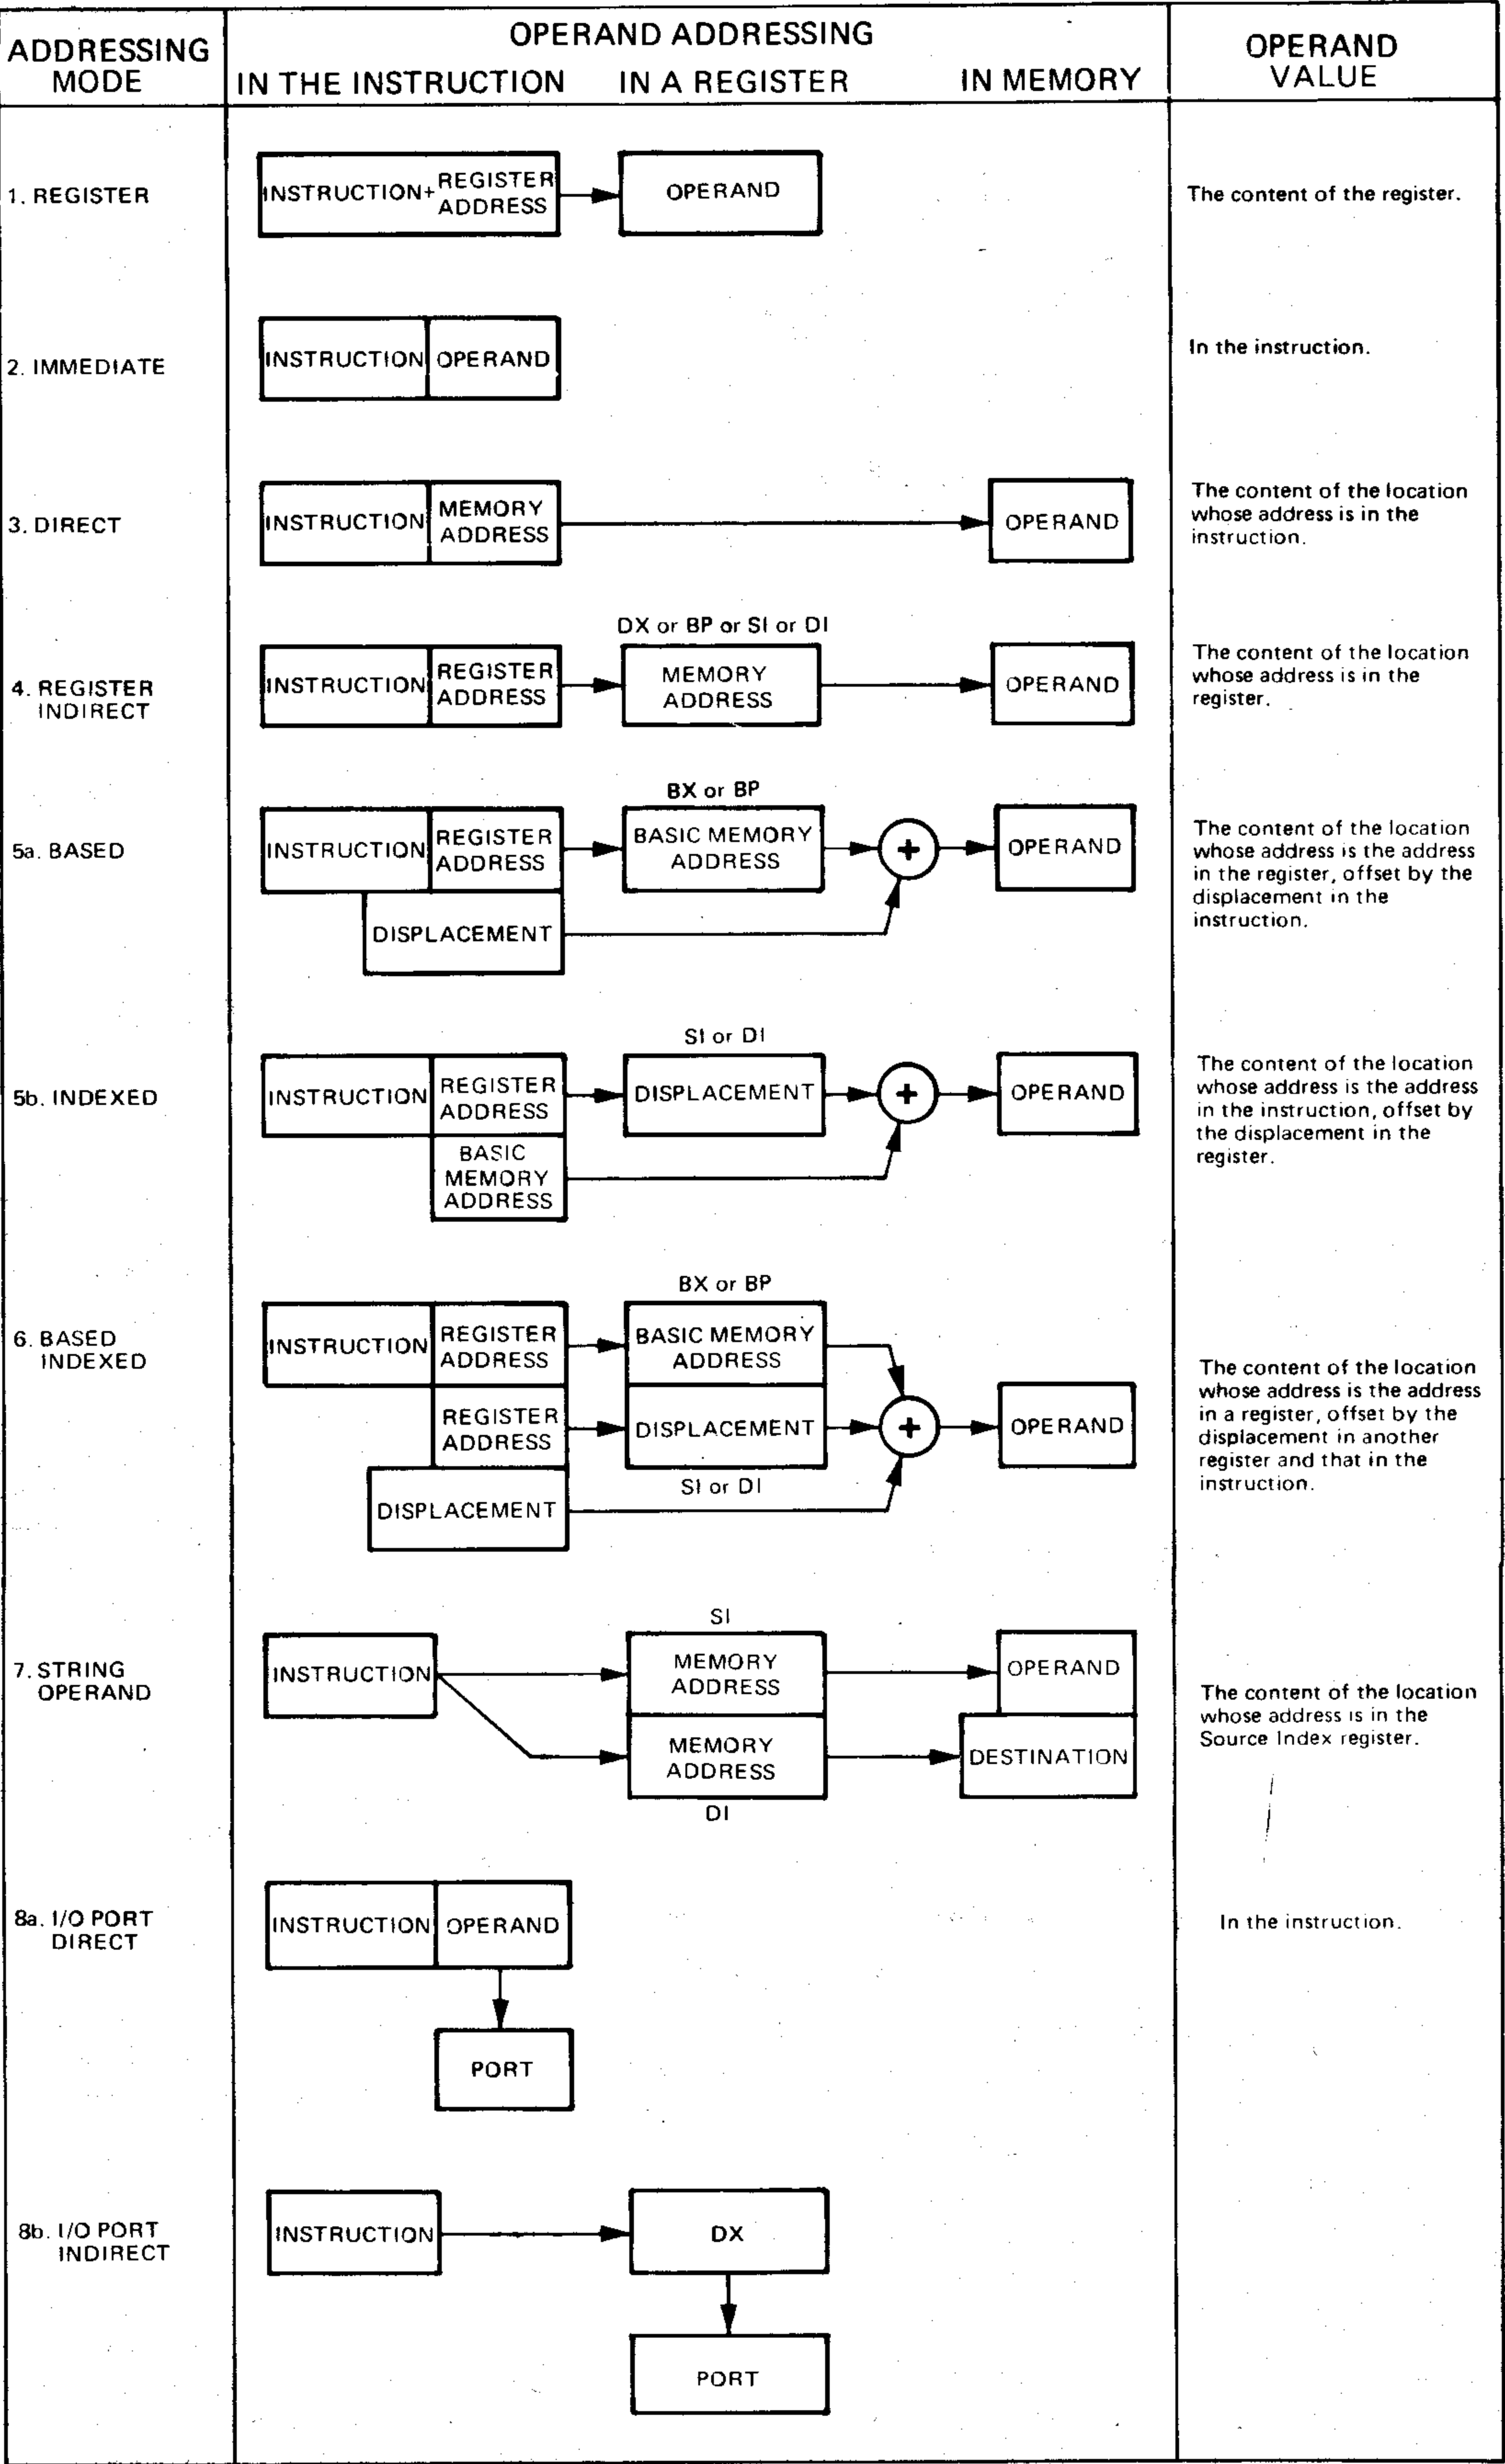 OPERAND ADDRESSING
ADDRESSING
MODE
IN THE INSTRUCTION
IN A REGISTER
IN MEMORY
OPERAND
VALUE
1. REGISTER
INSTRUCTION+
REGISTER
ADDRESS
OPERAND
The content of the register.
2. IMMEDIATE
INSTRUCTION
OPERAND
In the instruction.
3. DIRECT
INSTRUCTION
MEMORY
ADDRESS
OPERAND
The content of the location
whose address is in the
instruction.
4. REGISTER
INDIRECT
INSTRUCTION
REGISTER
ADDRESS
DX or BP or SI or DI
MEMORY
ADDRESS
OPERAND
The content of the location
whose address is in the
register.
5a. BASED
INSTRUCTION
REGISTER
ADDRESS
DISPLACEMENT
BX or BP
BASIC MEMORY
ADDRESS
+
OPERAND
The content of the location
whose address is the address
in the register, offset by the
displacement in the
instruction.
5b. INDEXED
INSTRUCTION
REGISTER
ADDRESS
BASIC
MEMORY
ADDRESS
SI or DI
DISPLACEMENT
+
OPERAND
The content of the location
whose address is the address
in the instruction, offset by
the displacement in the
register.
6. BASED
INDEXED
INSTRUCTION
REGISTER
ADDRESS
REGISTER
ADDRESS
DISPLACEMENT
BX or BP
BASIC MEMORY
ADDRESS
DISPLACEMENT
SI or DI
+
OPERAND
The content of the location
whose address is the address
in a register, offset by the
displacement in another
register and that in the
instruction.
7. STRING
OPERAND
INSTRUCTION
SI
MEMORY
ADDRESS
MEMORY
ADDRESS
DI
OPERAND
DESTINATION
The content of the location
whose address is in the
Source Index register.
8a. I/O PORT
DIRECT
INSTRUCTION
OPERAND
PORT
In the instruction.
8b. I/O PORT
INDIRECT
INSTRUCTION
DX
PORT